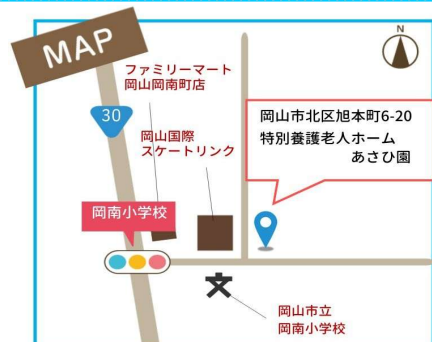 MAP
N
ファミリーマート
岡山岡南町店
30
岡山国際
スケートリンク
岡山市北区旭本町6-20
特別養護老人ホーム
あさひ園
岡南小学校
岡山市立
岡南小学校